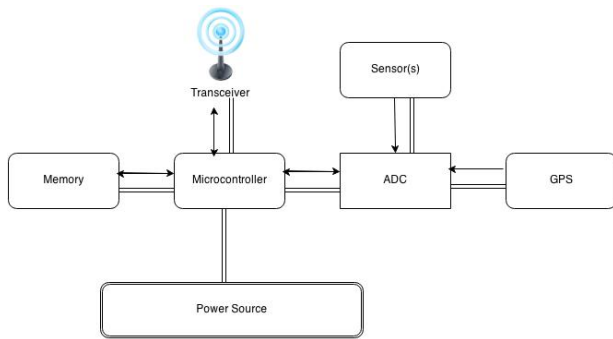 Transceiver
Sensor(s)
Memory
Microcontroller
ADC
GPS
Power Source